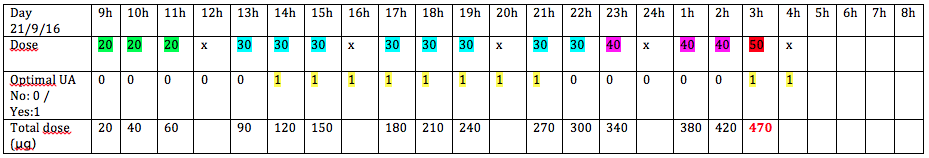 Day 9h 10h 11h 12h 13h 14h 15h 16h 17h 18h 19h 20h 21h 22h 23h 24h 1h 2h 3h 4h 5h 6h 7h 8h
21/9/16
Dose 20 20 20 x 30 30 30 x 30 30 30 x 30 30 40 x 40 40 50 x
Optimal UA 0 0 0 0 0 1 1 1 1 1 1 1 1 0 0 0 0 0 1 1
No: 0 /
Yes:1
Total dose 20 40 60 90 120 150 180 210 240 270 300 340 380 420 470
(µg)